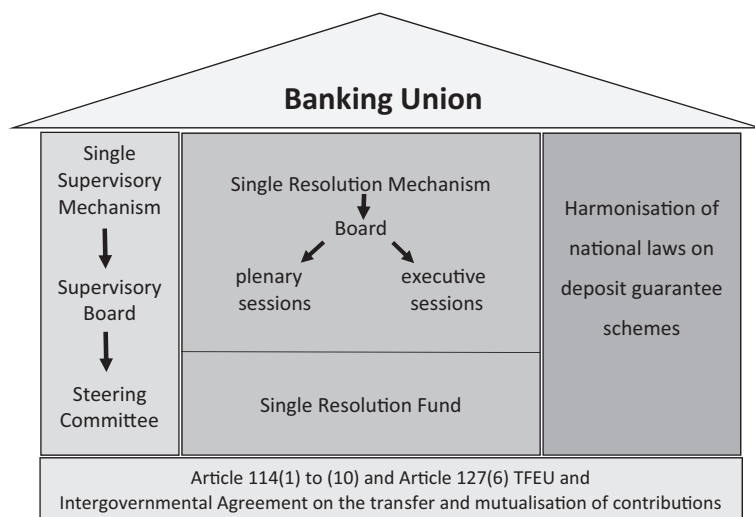 Banking Union
Single
Supervisory
Mechanism
Supervisory
Board
Steering
Committee
Single Resolution Mechanism
Board
plenary
sessions
executive
sessions
Single Resolution Fund
Harmonisation of
national laws on
deposit guarantee
schemes
Article 114(1) to (10) and Article 127(6) TFEU and
Intergovernmental Agreement on the transfer and mutualisation of contributions